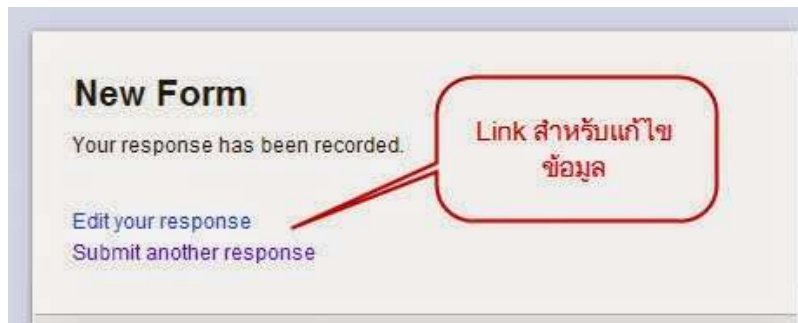 New Form
Your response has been recorded.
Link สำหรับแก้ไข
ข้อมูล
Edit your response
Submit another response